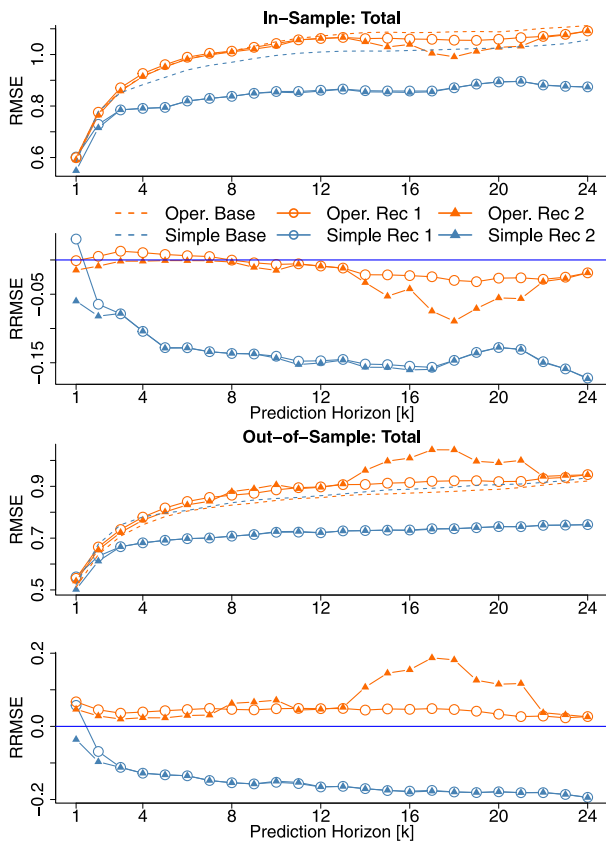 In−Sample: Total
RMSE
1.0
0.8
0.6
1 4 8 12 16 20 24
Oper. Base Oper. Rec 1 Oper. Rec 2
Simple Base Simple Rec 1 Simple Rec 2
RRMSE
−0.05
−0.15
1 4 8 12 16 20 24
Prediction Horizon [k]
Out−of−Sample: Total
RMSE
0.9
0.7
0.5
1 4 8 12 16 20 24
RRMSE
0.2
0.0
−0.2
1 4 8 12 16 20 24
Prediction Horizon [k]